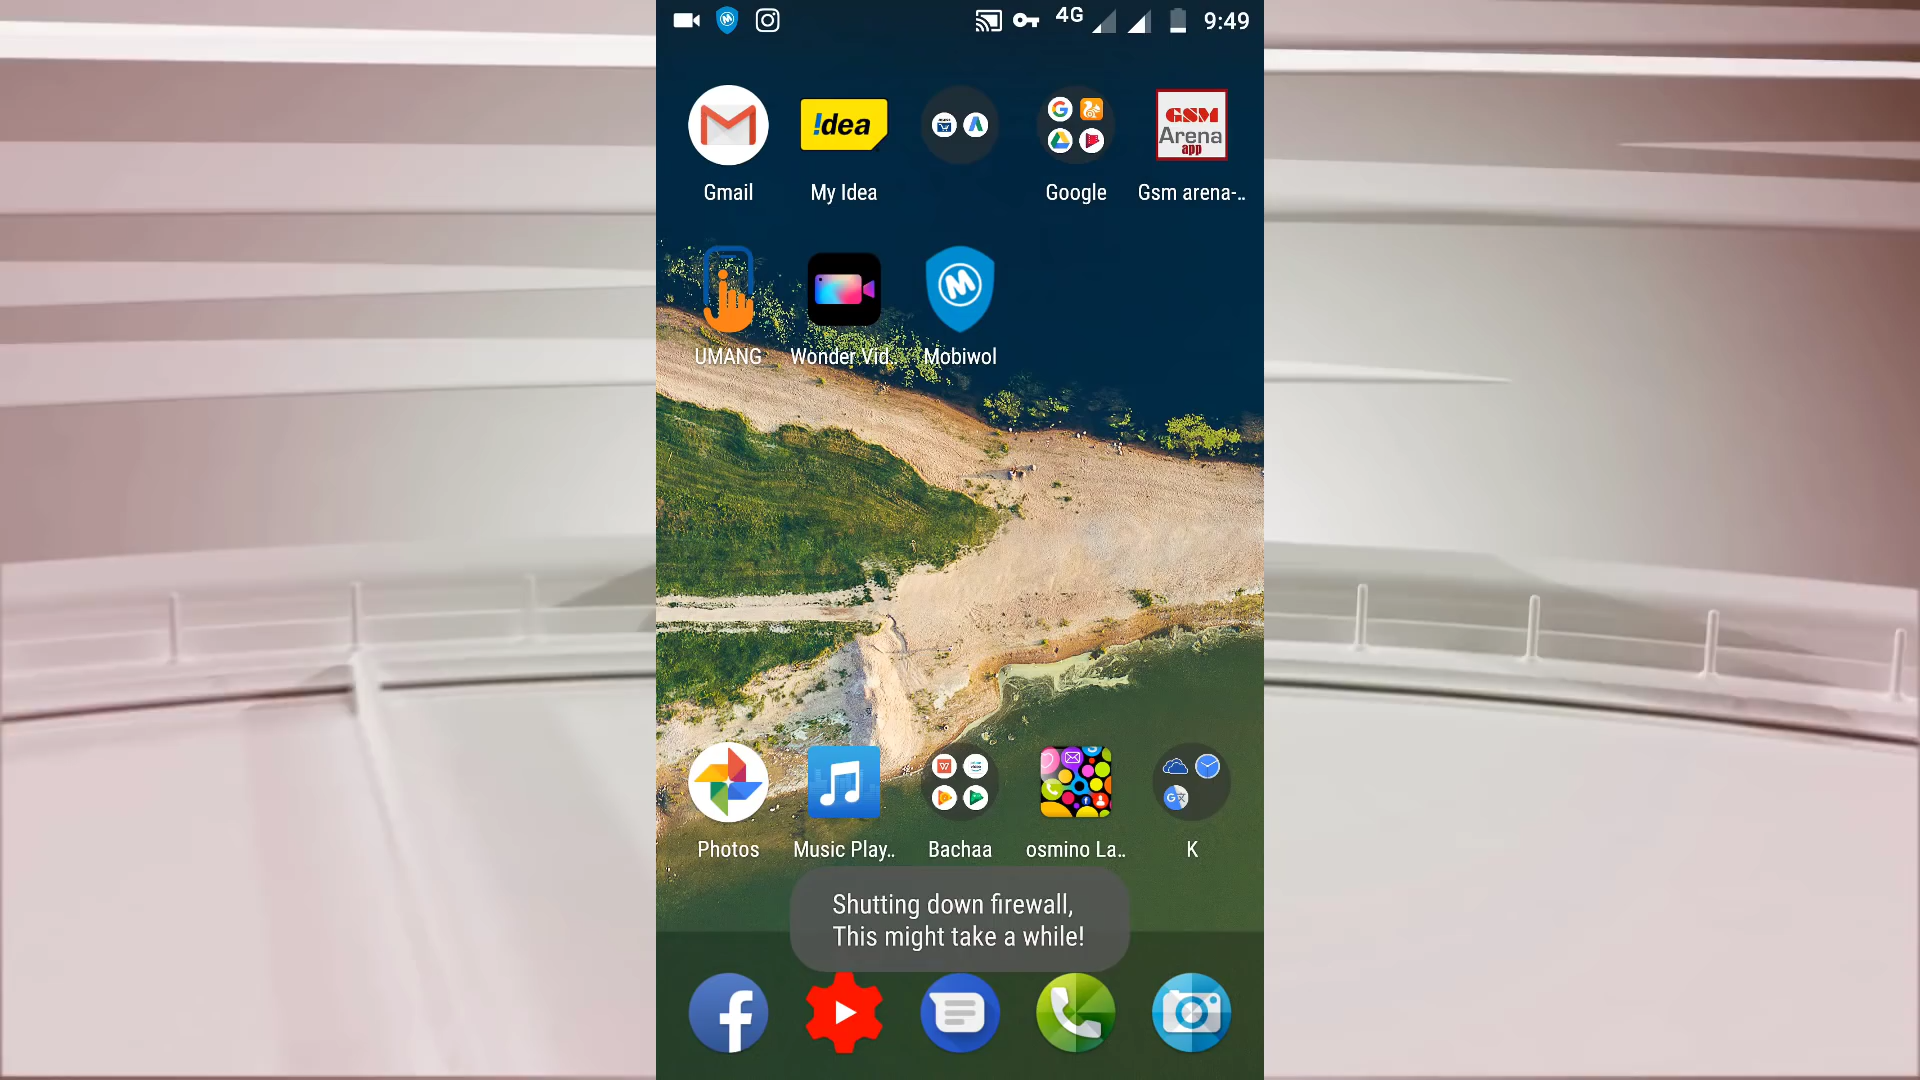 4G 9:49
!dea
GSM
Arena
app
Gmail My Idea Google Gsm arena-..
UMANG Wonder Vid.. Mobiwol
Photos Music Play.. Bachaa osmino La.. K
Shutting down firewall,
This might take a while!